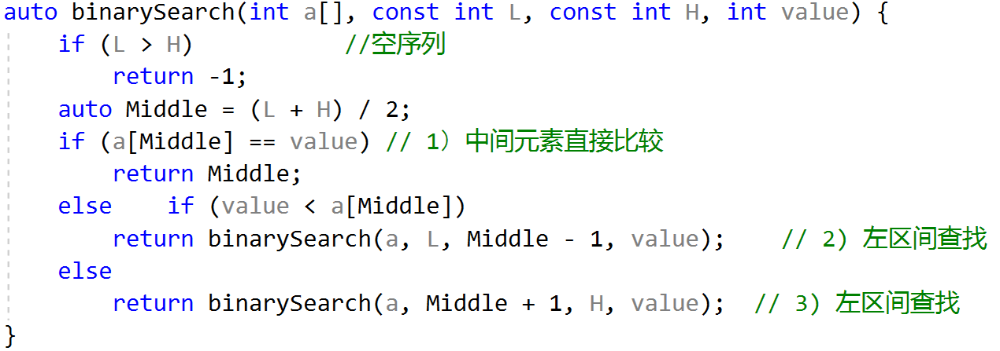 auto binarySearch(int a[], const int L, const int H, int value) {
    if (L > H)           //空序列
        return -1;
    auto Middle = (L + H) / 2;
    if (a[Middle] == value) // 1）中间元素直接比较
        return Middle;
    else    if (value < a[Middle])
        return binarySearch(a, L, Middle - 1, value);    // 2) 左区间查找
    else
        return binarySearch(a, Middle + 1, H, value);  // 3) 左区间查找
}